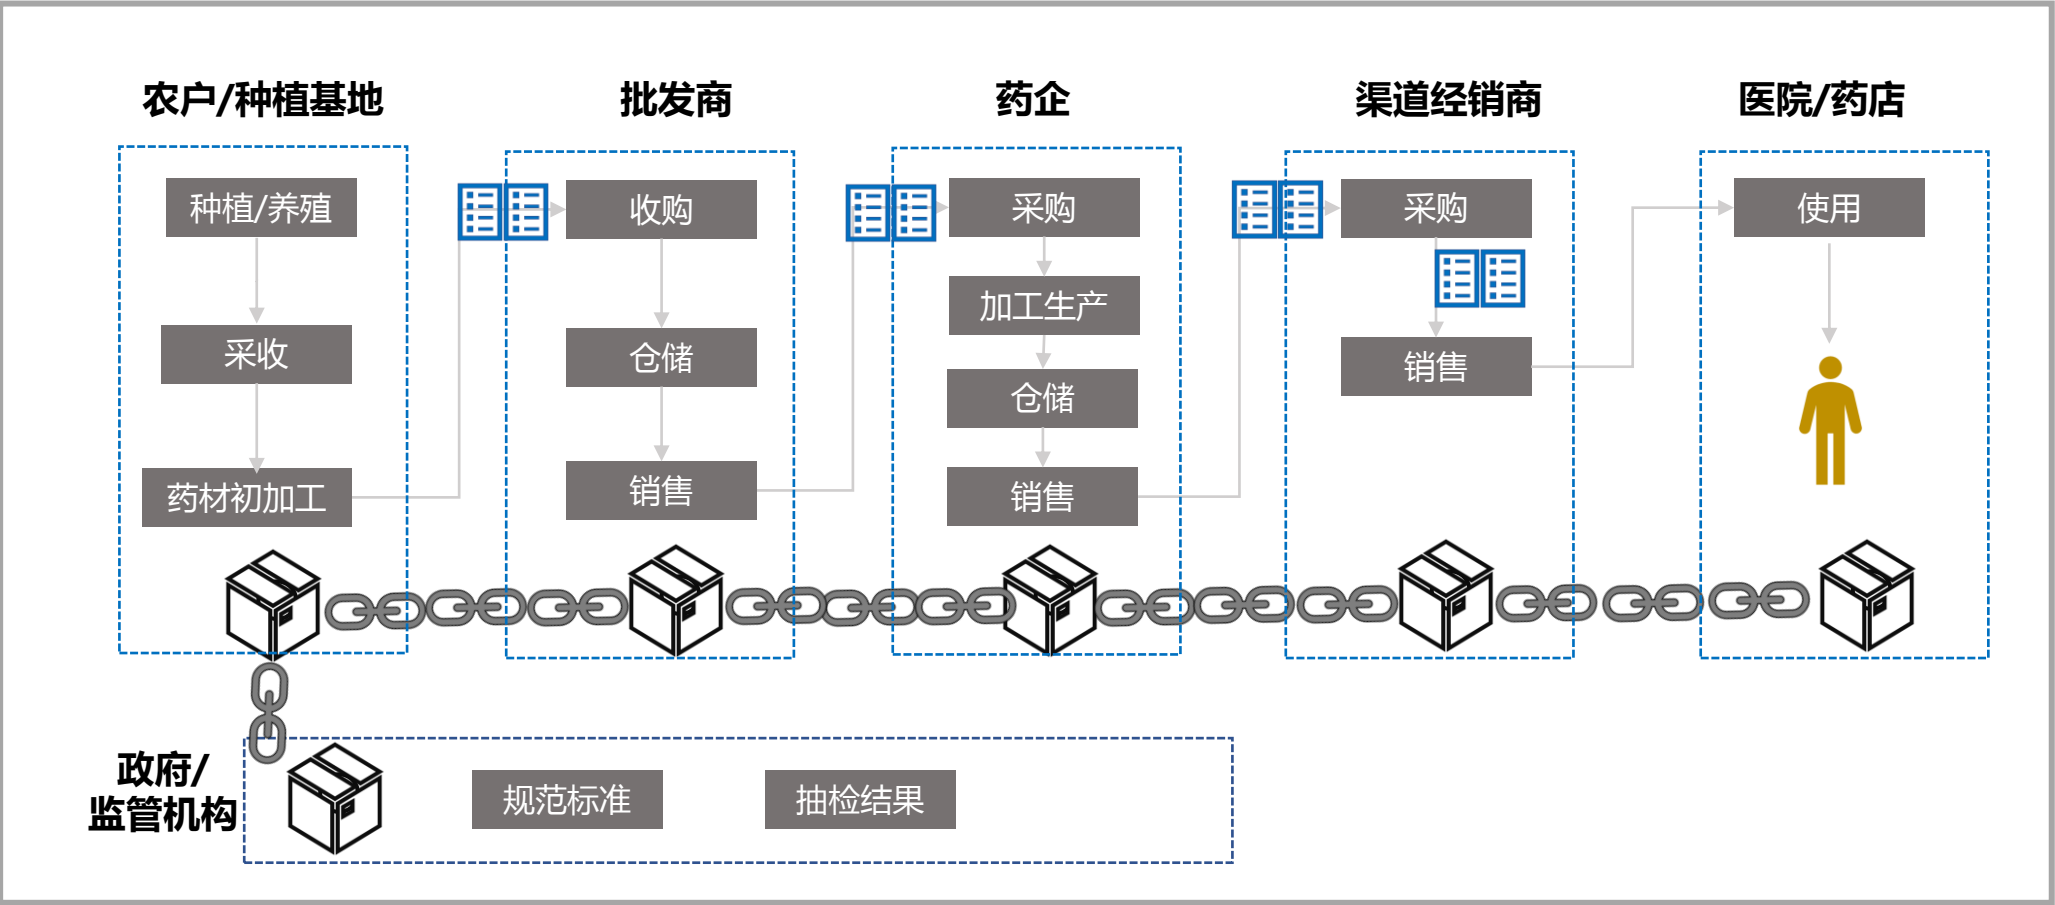 农户/种植基地
种植/养殖
采收
药材初加工
批发商
收购
仓储
销售
药企
采购
加工生产
仓储
销售
渠道经销商
采购
销售
医院/药店
使用
政府/
监管机构
规范标准
抽检结果